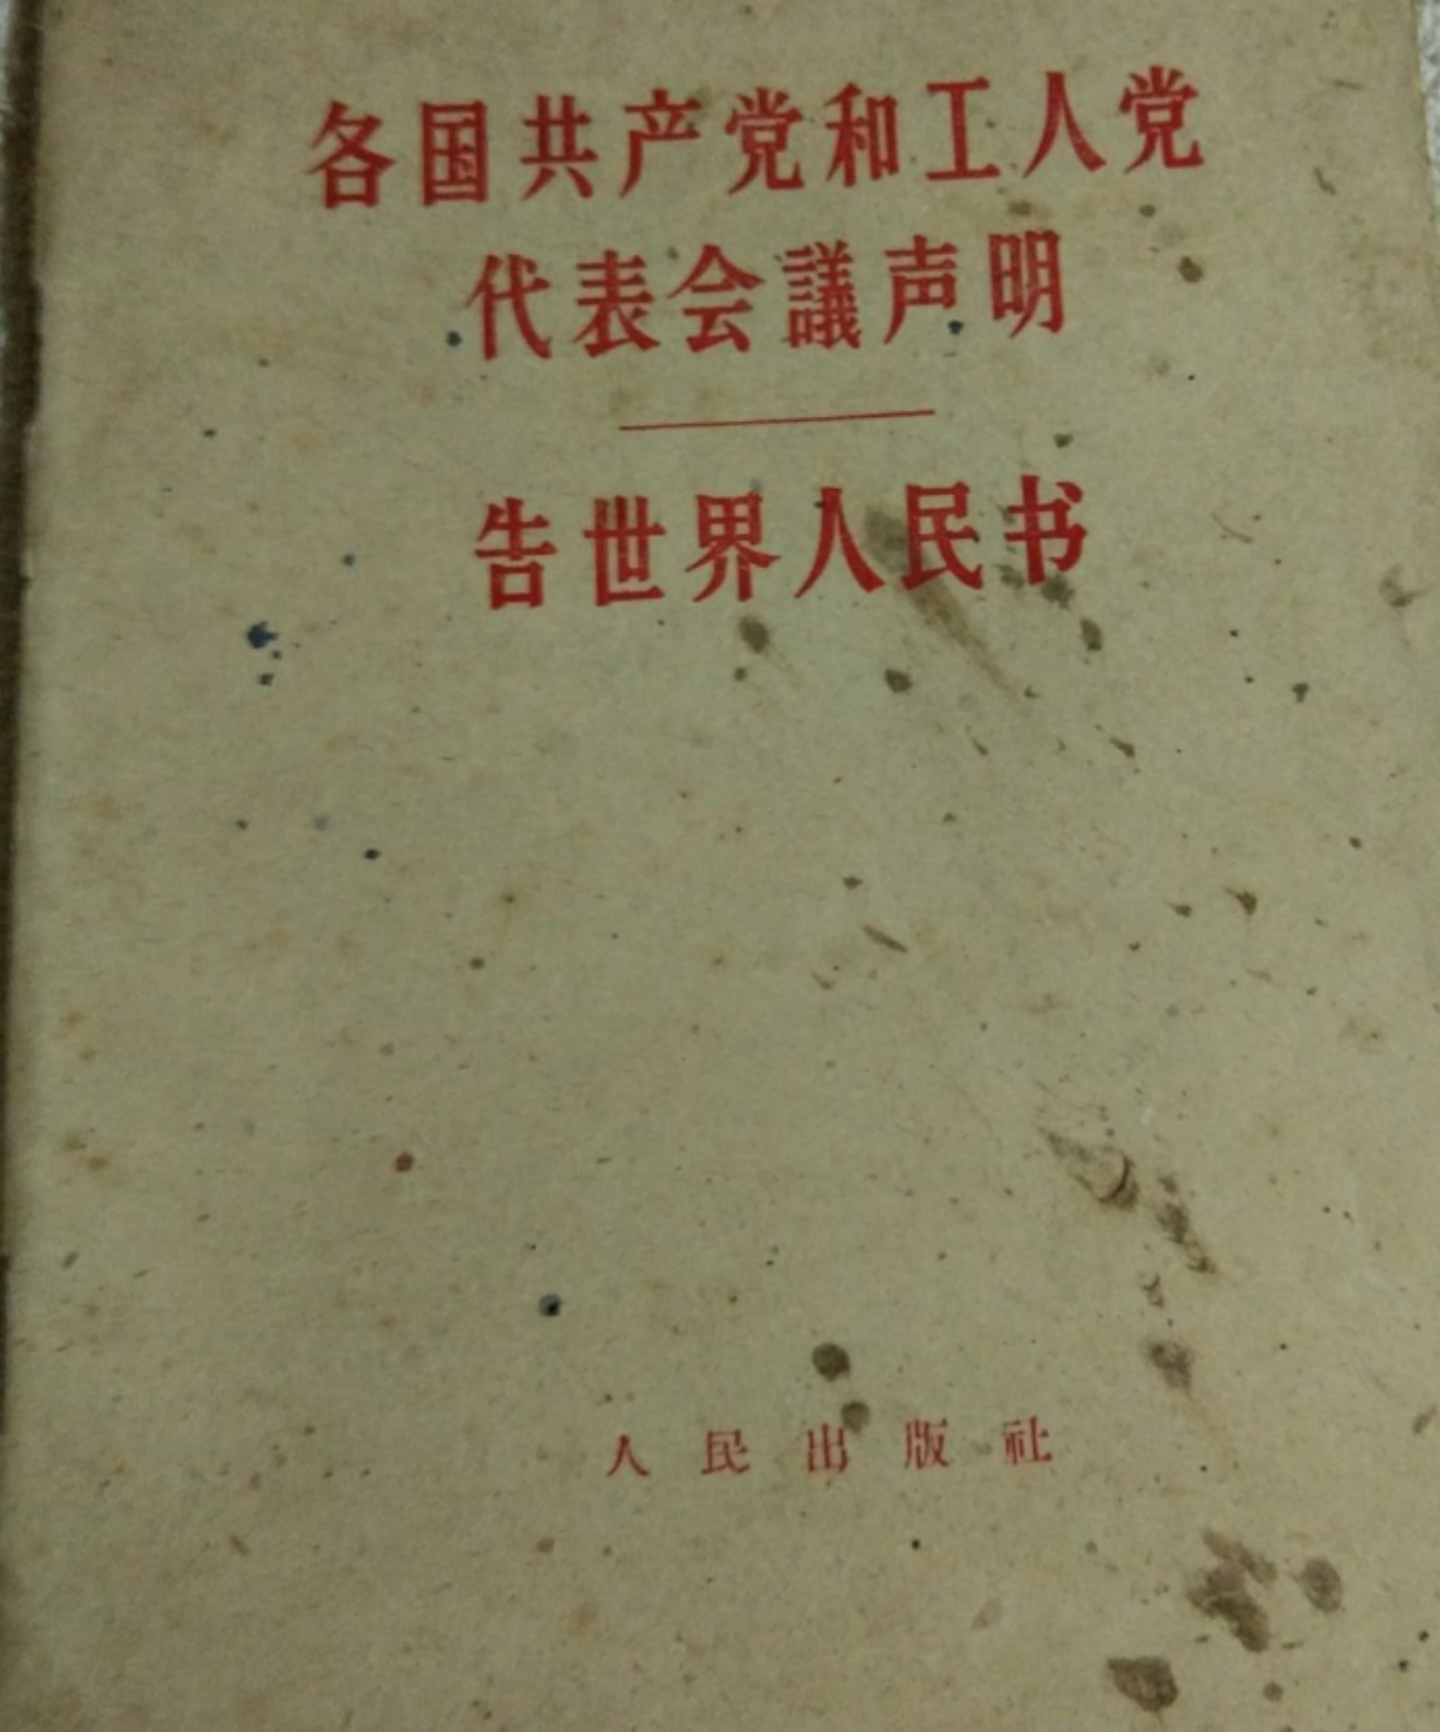 各国共产党和工人党
代表会議声明
告世界人民书
人民出版社